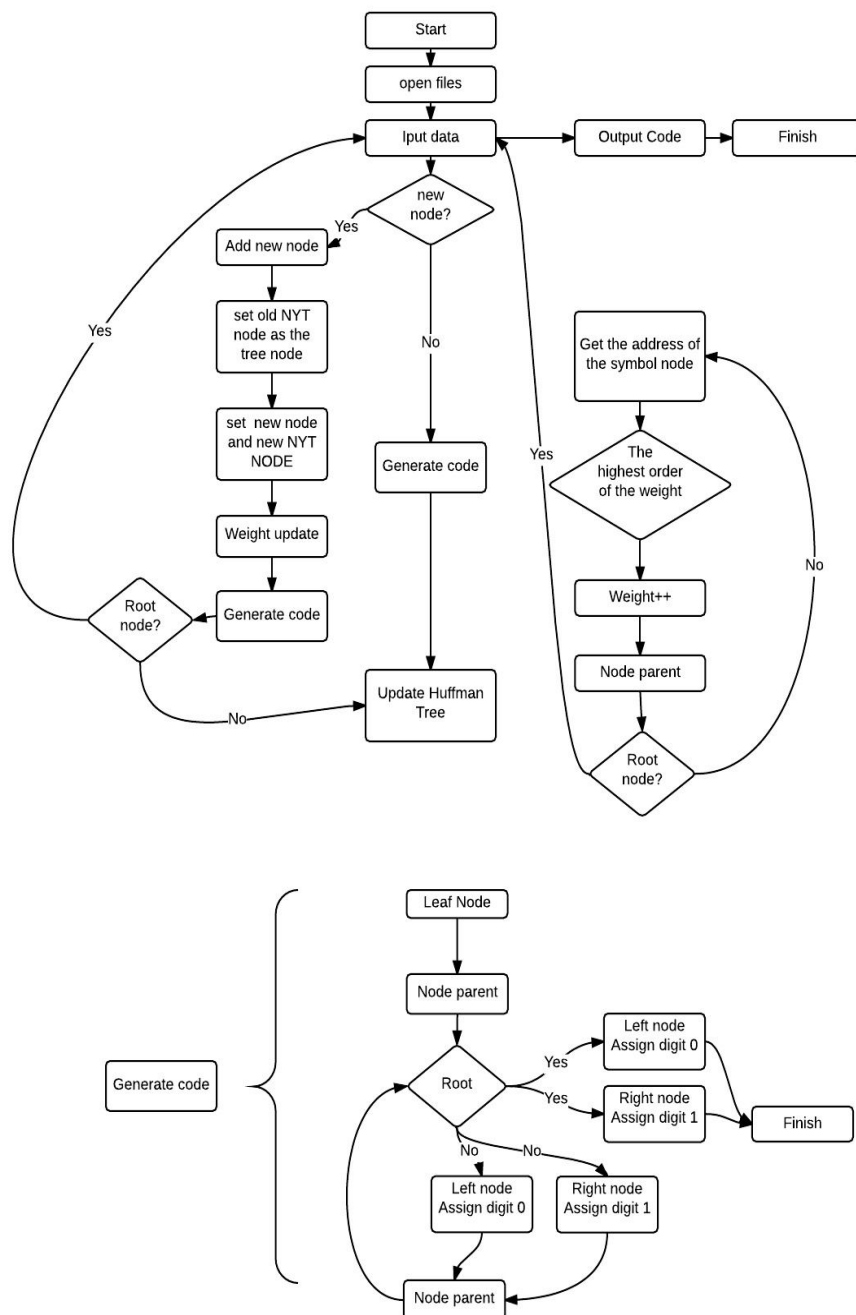 Start
open files
Iput data
Output Code
Finish
new
node?
Yes
Add new node
No
Yes
set old NYT
node as the
tree node
Get the address of
the symbol node
set  new node
and new NYT
NODE
Generate code
Yes
The
highest order
of the weight
Weight update
No
Root
node?
Generate code
Weight++
Node parent
No
Update Huffman
Tree
Root
node?
Leaf Node
Node parent
Generate code
Root
Yes
Left node
Assign digit 0
Yes
Right node
Assign digit 1
Finish
No
No
Left node
Assign digit 0
Right node
Assign digit 1
Node parent